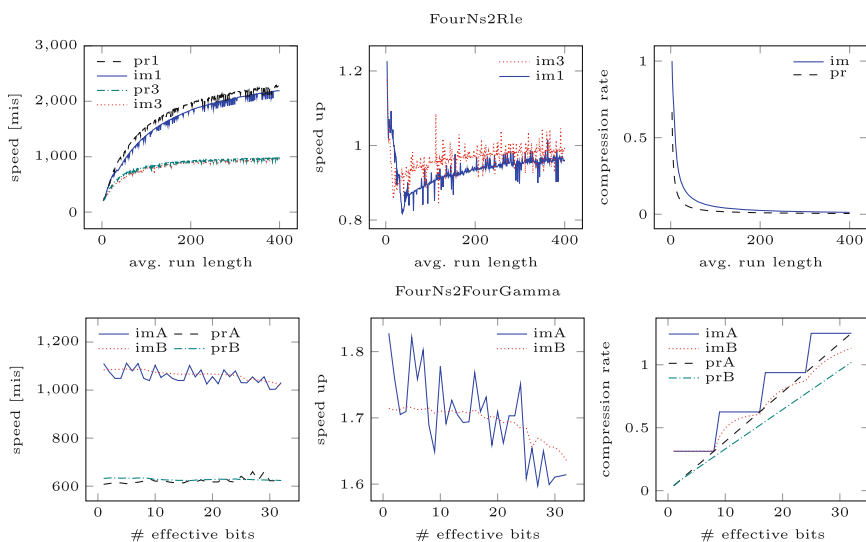 FourNs2Rle
speed [mis]
3,000
2,000
1,000
0
pr1
im1
pr3
im3
0 200 400
avg. run length
speed up
1.2
1
0.8
im3
im1
0 200 400
avg. run length
compression rate
1
0.5
0
im
pr
0 200 400
avg. run length
FourNs2FourGamma
speed [mis]
1,200
1,000
800
600
imA prA
imB prB
0 10 20 30
# effective bits
speed up
1.8
1.7
1.6
imA
imB
0 10 20 30
# effective bits
compression rate
1
0.5
0
imA
imB
prA
prB
0 10 20 30
# effective bits